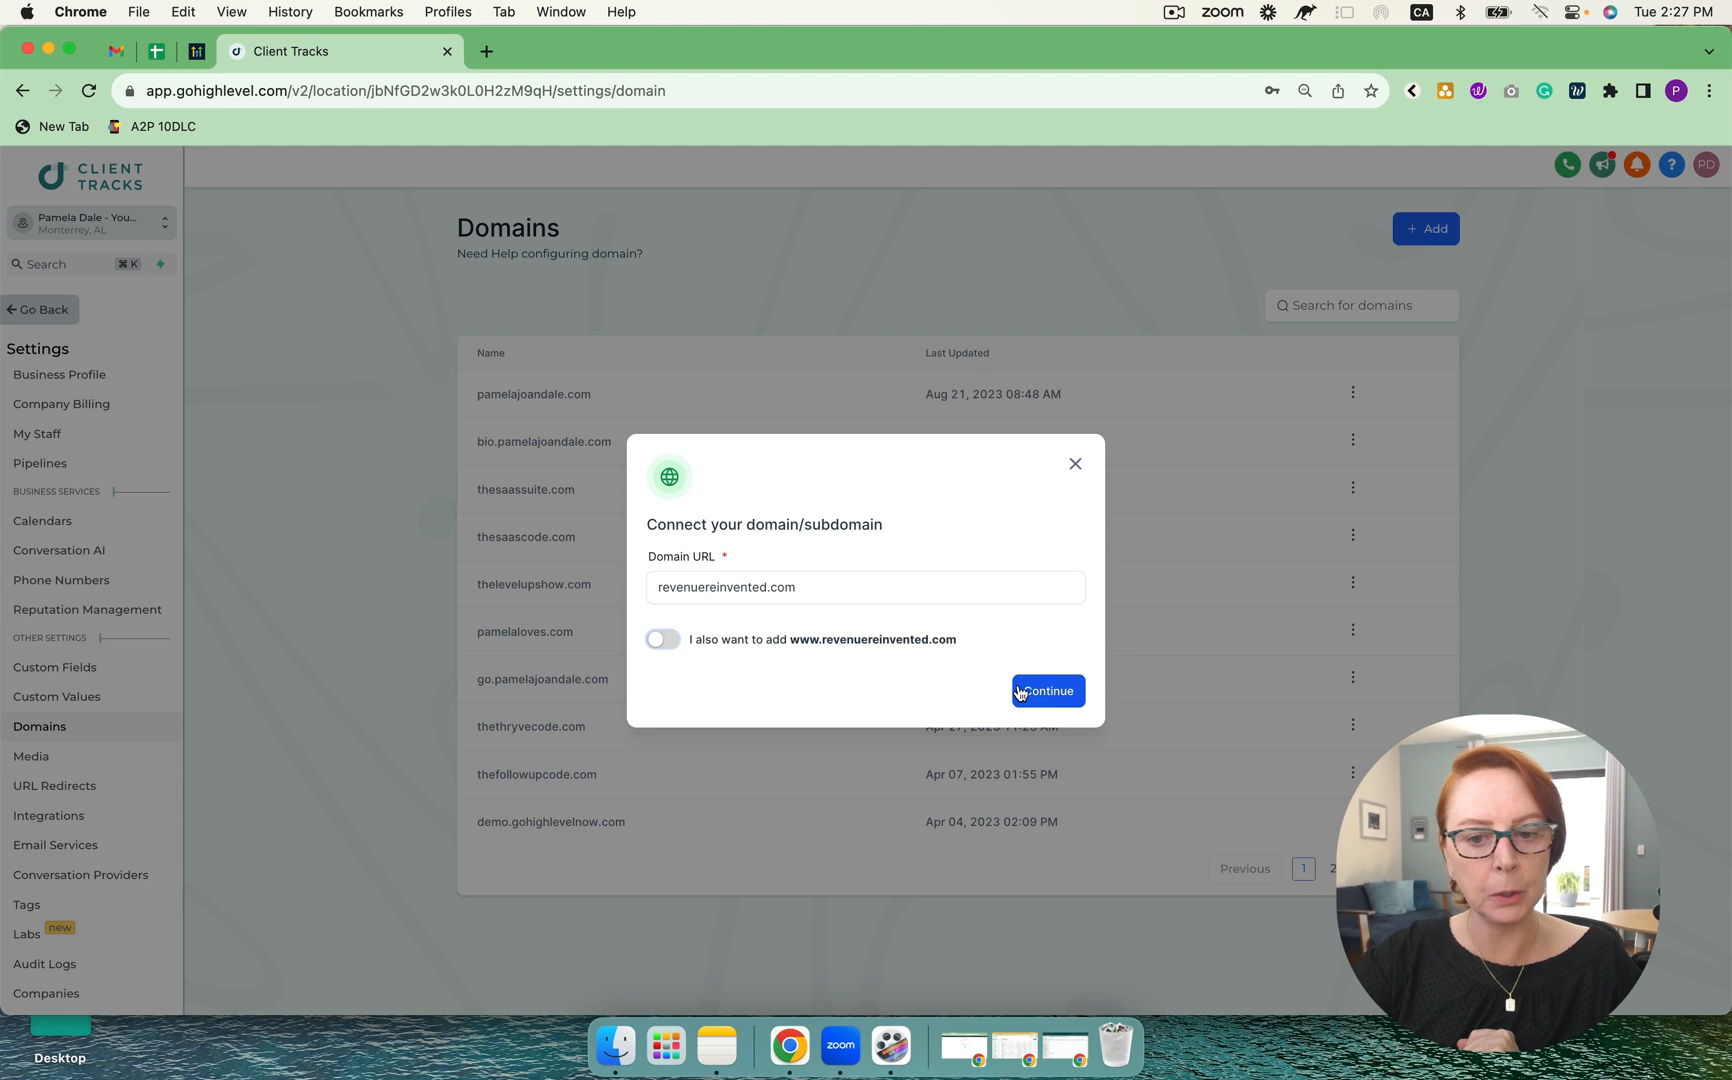 Chrome File Edit View History Bookmarks Profiles Tab Window Help zoom CA Tue 2:27 PM
Client Tracks
app.gohighlevel.com/v2/location/jbNfGD2w3k0L0H2zM9qH/settings/domain P
New Tab A2P 10DLC
CLIENT
TRACKS
PD
Pamela Dale - You...
Monterrey, AL
Search ⌘ K
Go Back
Settings
Business Profile
Company Billing
My Staff
Pipelines
BUSINESS SERVICES
Calendars
Conversation AI
Phone Numbers
Reputation Management
OTHER SETTINGS
Custom Fields
Custom Values
Domains
Media
URL Redirects
Integrations
Email Services
Conversation Providers
Tags
Labs new
Audit Logs
Companies
Domains
+ Add
Need Help configuring domain?
Search for domains
Name Last Updated
pamelajoandale.com Aug 21, 2023 08:48 AM
bio.pamelajoandale.com
thesaassuite.com
thesaascode.com
thelevelupshow.com
pamelaloves.com
go.pamelajoandale.com
thethryvecode.com
thefollowupcode.com Apr 07, 2023 01:55 PM
demo.gohighlevelnow.com Apr 04, 2023 02:09 PM
Previous 1 2
Connect your domain/subdomain
Domain URL *
revenuereinvented.com
I also want to add www.revenuereinvented.com
Continue
Desktop
zoom